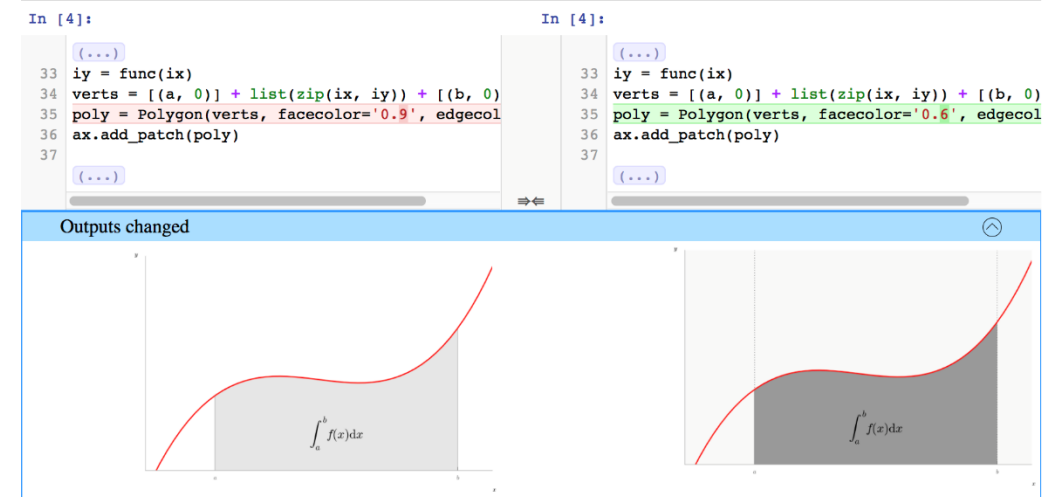 In [4]:
(...)
33 iy = func(ix)
34 verts = [(a, 0)] + list(zip(ix, iy)) + [(b, 0)
35 poly = Polygon(verts, facecolor='0.9', edgecol
36 ax.add_patch(poly)
37
(...)
In [4]:
(...)
33 iy = func(ix)
34 verts = [(a, 0)] + list(zip(ix, iy)) + [(b, 0)
35 poly = Polygon(verts, facecolor='0.6', edgecol
36 ax.add_patch(poly)
37
(...)
Outputs changed
y
∫_a^b f(x)dx
a b
x
y
∫_a^b f(x)dx
a b
x